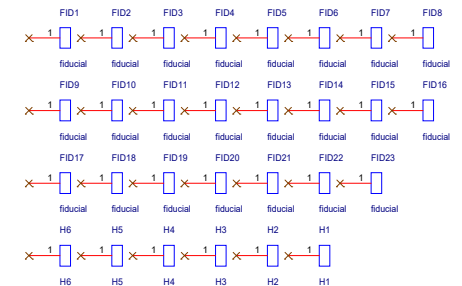 FID1 FID2 FID3 FID4 FID5 FID6 FID7 FID8
1 1 1 1 1 1 1 1
fiducial fiducial fiducial fiducial fiducial fiducial fiducial fiducial
FID9 FID10 FID11 FID12 FID13 FID14 FID15 FID16
1 1 1 1 1 1 1 1
fiducial fiducial fiducial fiducial fiducial fiducial fiducial fiducial
FID17 FID18 FID19 FID20 FID21 FID22 FID23
1 1 1 1 1 1 1
fiducial fiducial fiducial fiducial fiducial fiducial fiducial
H6 H5 H4 H3 H2 H1
1 1 1 1 1 1
H6 H5 H4 H3 H2 H1